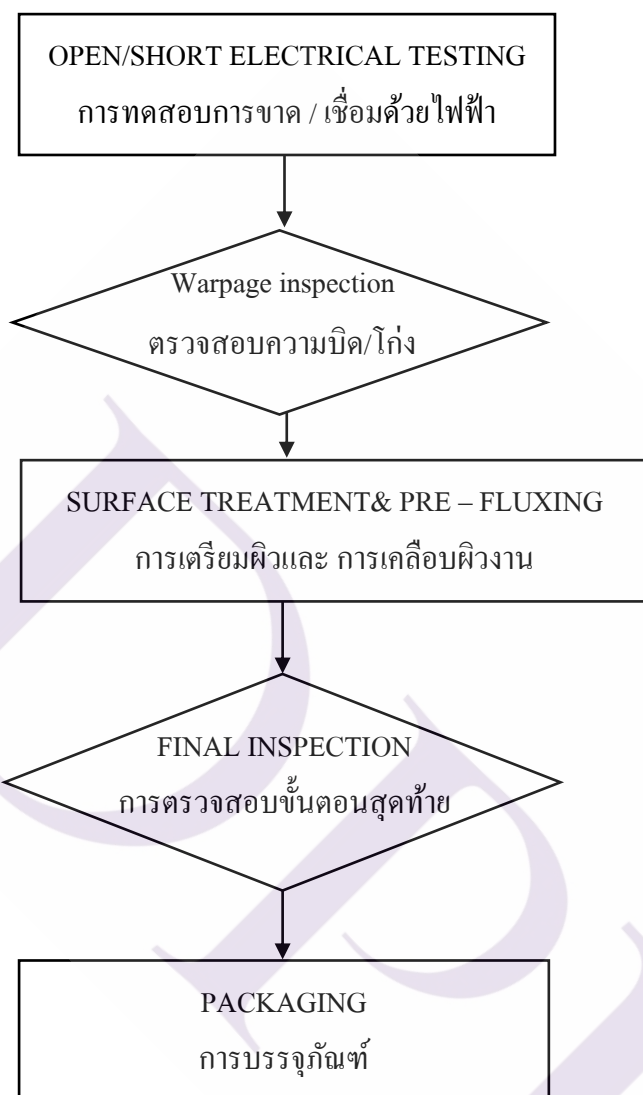 OPEN/SHORT ELECTRICAL TESTING
การทดสอบการขาด / เชื่อมด้วยไฟฟ้า
Warpage inspection
ตรวจสอบความบิด/โก่ง
SURFACE TREATMENT& PRE – FLUXING
การเตรียมผิวและ การเคลือบผิวงาน
FINAL INSPECTION
การตรวจสอบขั้นตอนสุดท้าย
PACKAGING
การบรรจุภัณฑ์